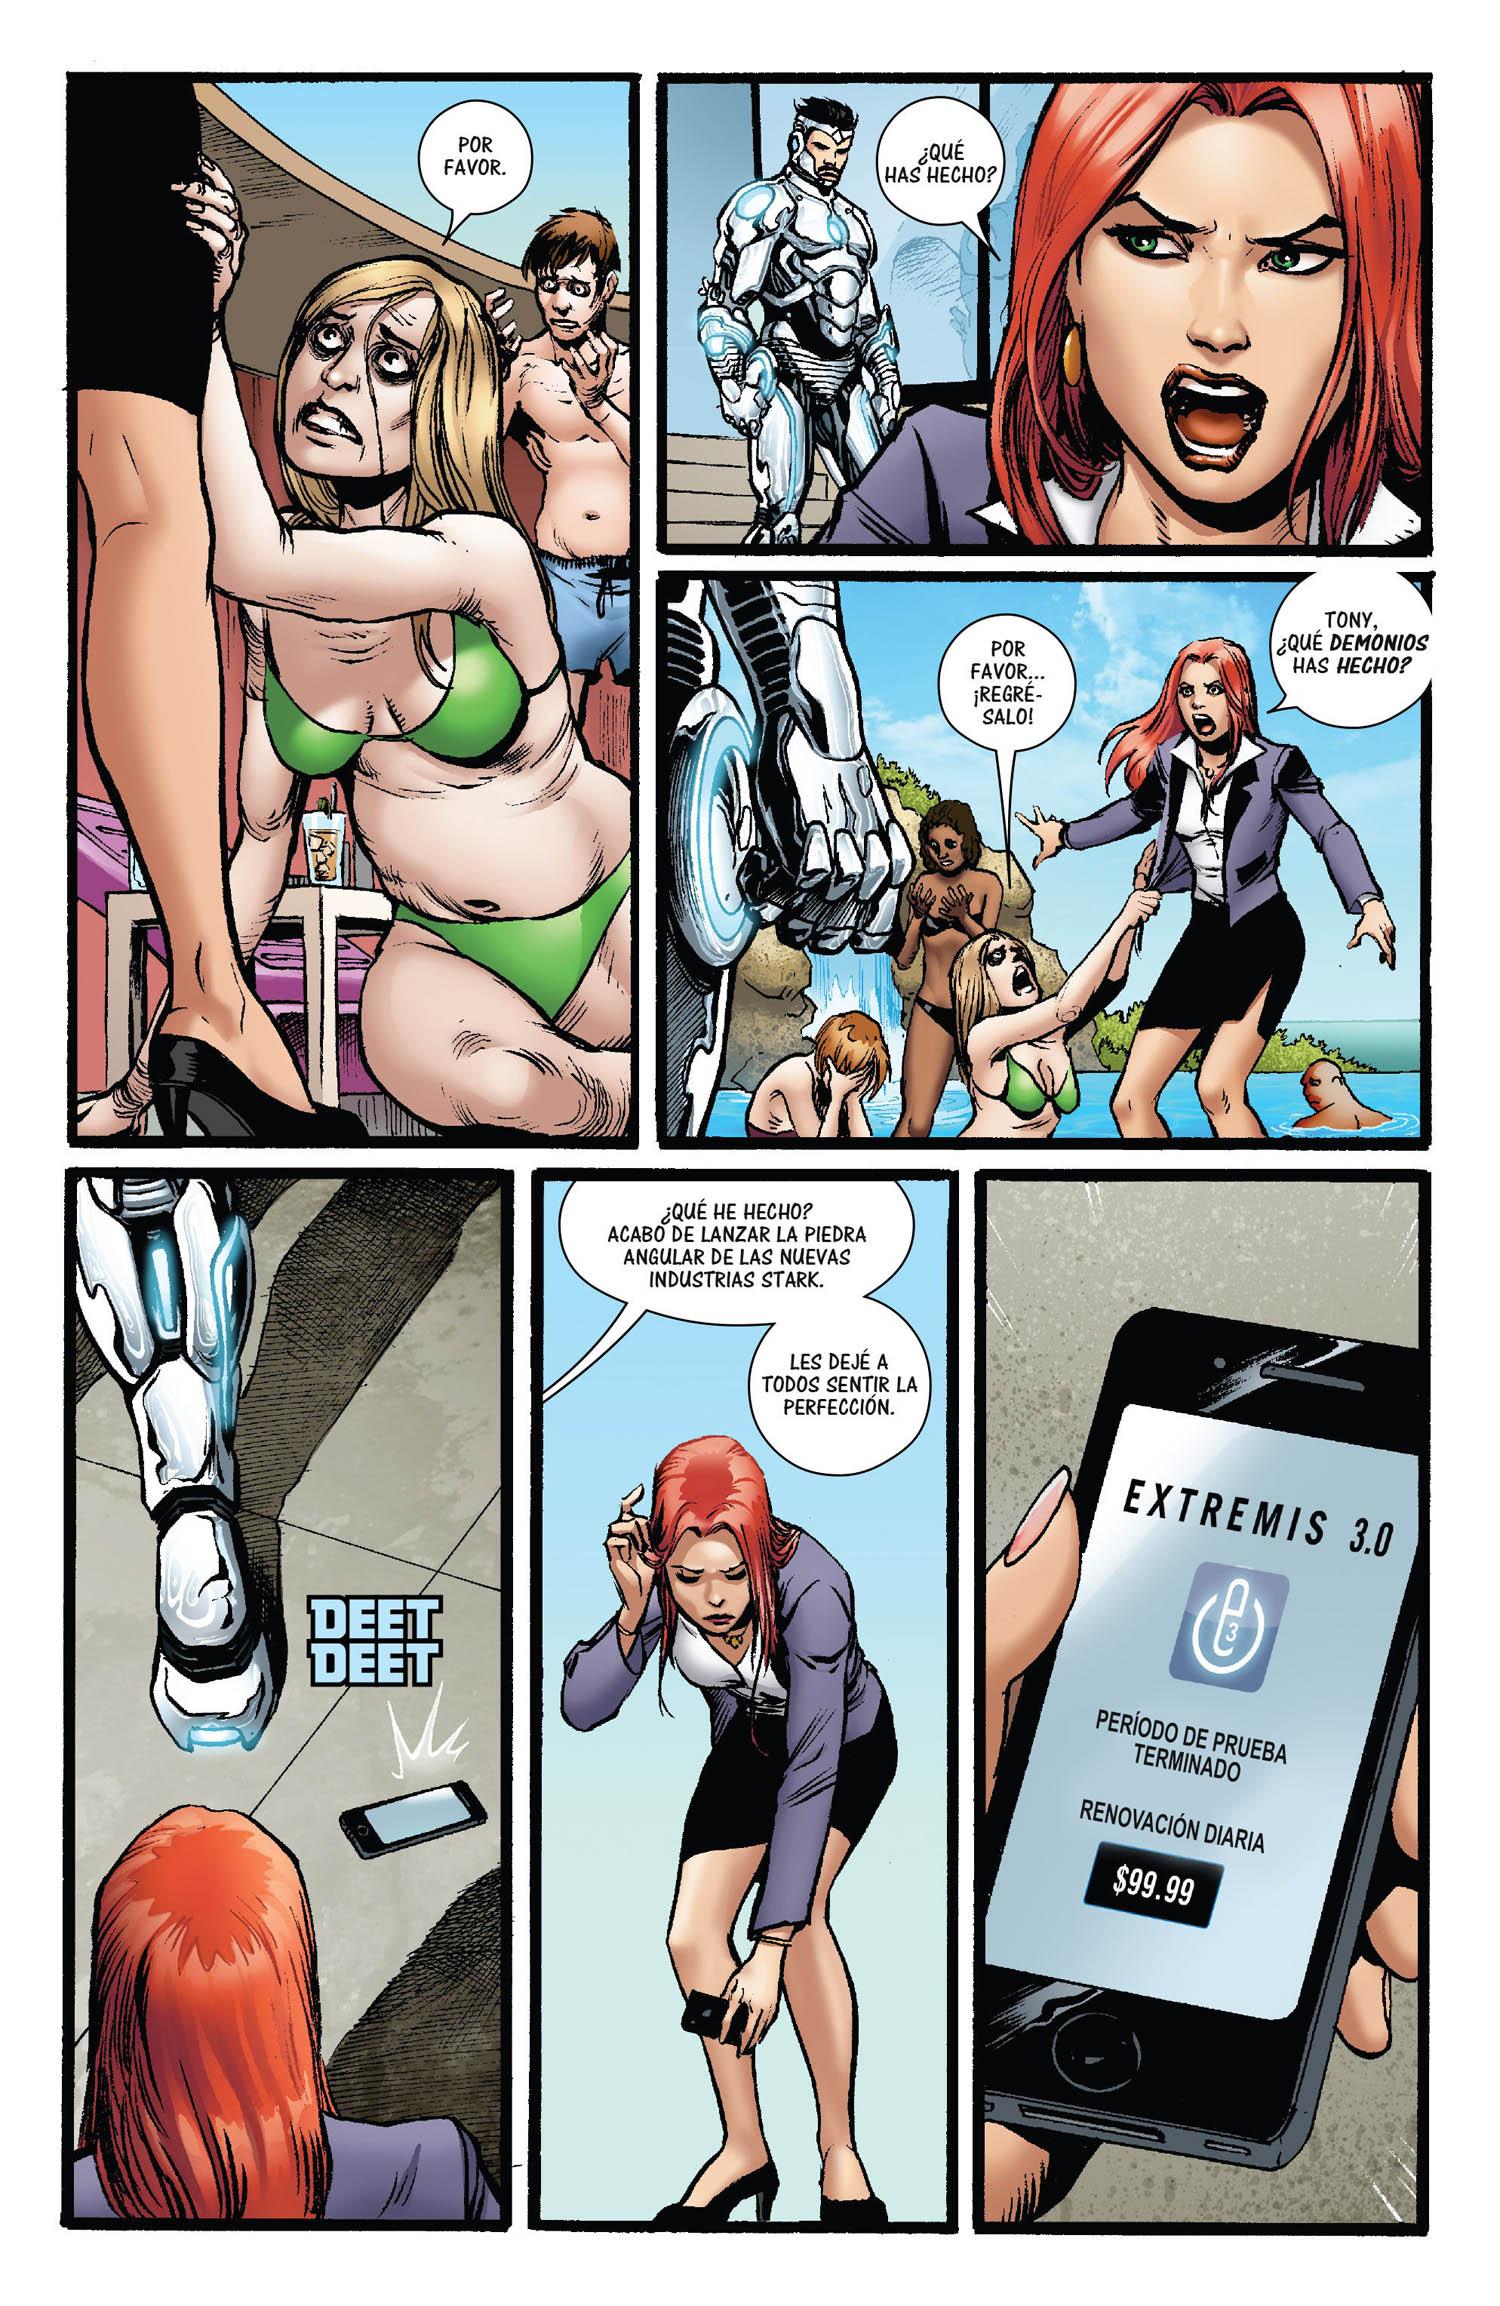 POR
FAVOR.
¿QUÉ
HAS HECHO?
POR
FAVOR...
¡REGRÉ-
SALO!
TONY,
¿QUÉ DEMONIOS
HAS HECHO?
DEET
DEET
¿QUÉ HE HECHO?
ACABO DE LANZAR LA PIEDRA
ANGULAR DE LAS NUEVAS
INDUSTRIAS STARK.
LES DEJÉ A
TODOS SENTIR LA
PERFECCIÓN.
EXTREMIS 3.0
3
PERÍODO DE PRUEBA
TERMINADO
RENOVACIÓN DIARIA
$99.99